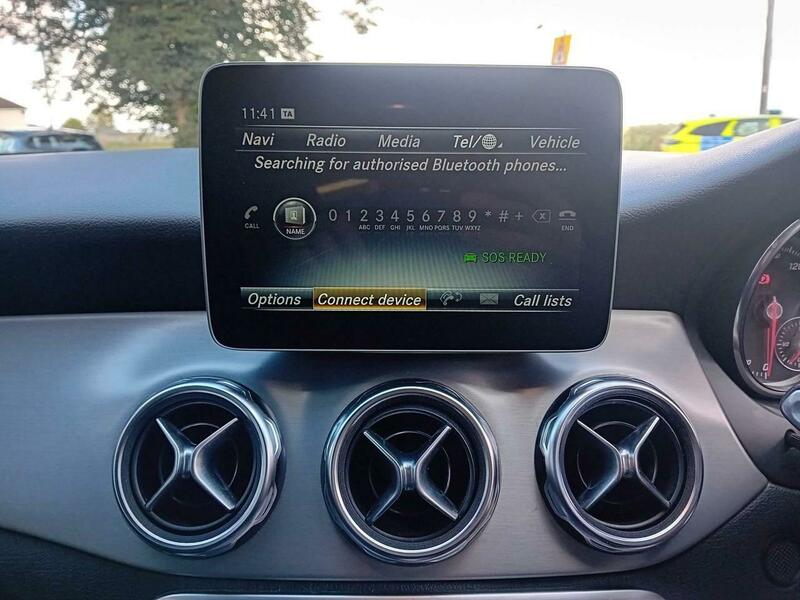 11:41 TA
Navi Radio Media Tel/ Vehicle
Searching for authorised Bluetooth phones...
0 1 2 3 4 5 6 7 8 9 * # +
CALL NAME ABC DEF GHI JKL MNO PQRS TUV WXYZ END
SOS READY
Options Connect device Call lists